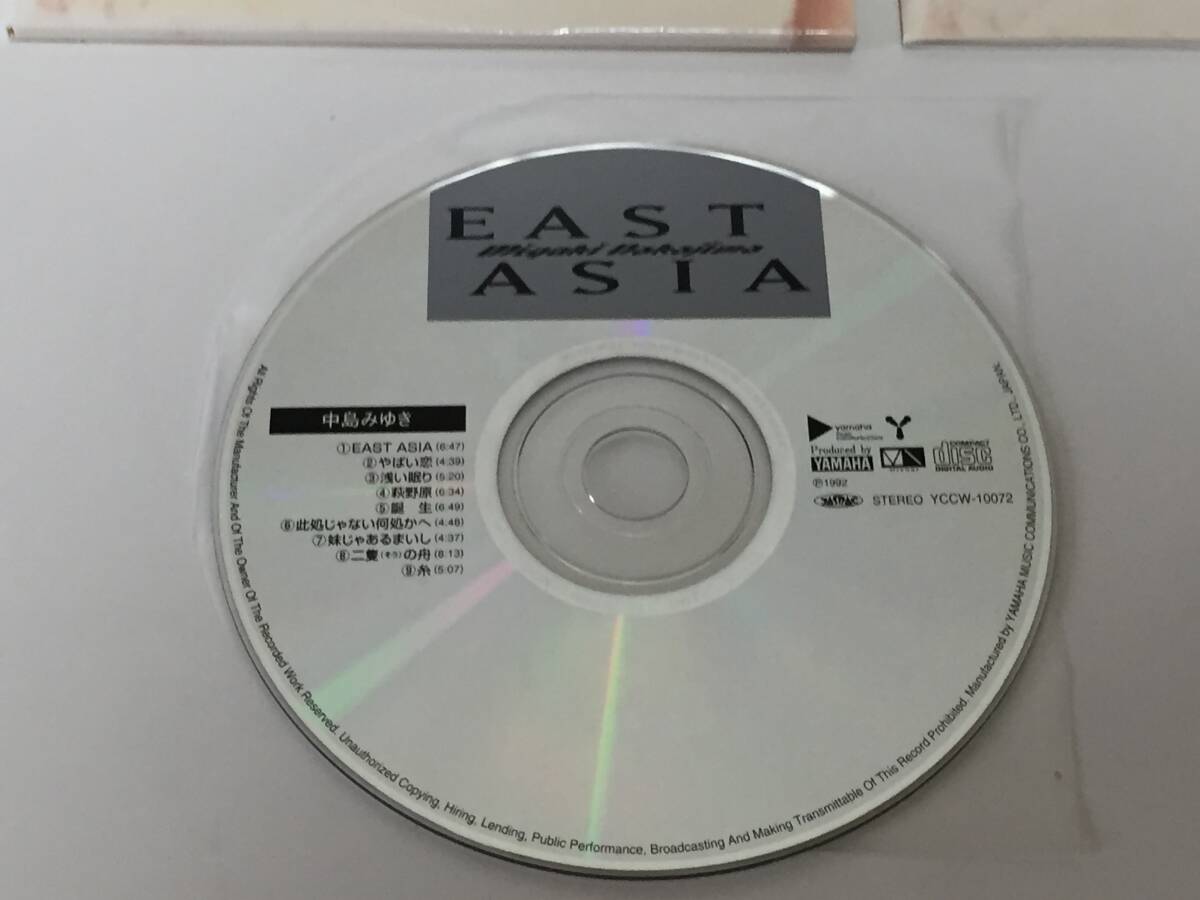 EAST
Miyuki Nakajima
ASIA
中島みゆき
①EAST ASIA(6:47)
②やばい恋(4:39)
③浅い眠り(5:20)
④萩野原(6:34)
⑤誕 生(6:49)
⑥此処じゃない何処かへ(4:48)
⑦妹じゃあるまいし(4:37)
⑧二隻(そう)の舟(8:13)
⑨糸(5:07)
yamaha
Produced by
YAMAHA
COMPACT
disc
DIGITAL AUDIO
℗1992
JASRAC STEREO YCCW-10072
All Rights Of The Manufacturer And Of The Owner Of The Recorded Work Reserved. Unauthorized Copying, Hiring, Lending, Public Performance, Broadcasting And Making Transmittable Of This Record Prohibited. Manufactured by YAMAHA MUSIC COMMUNICATIONS CO., LTD. JAPAN.